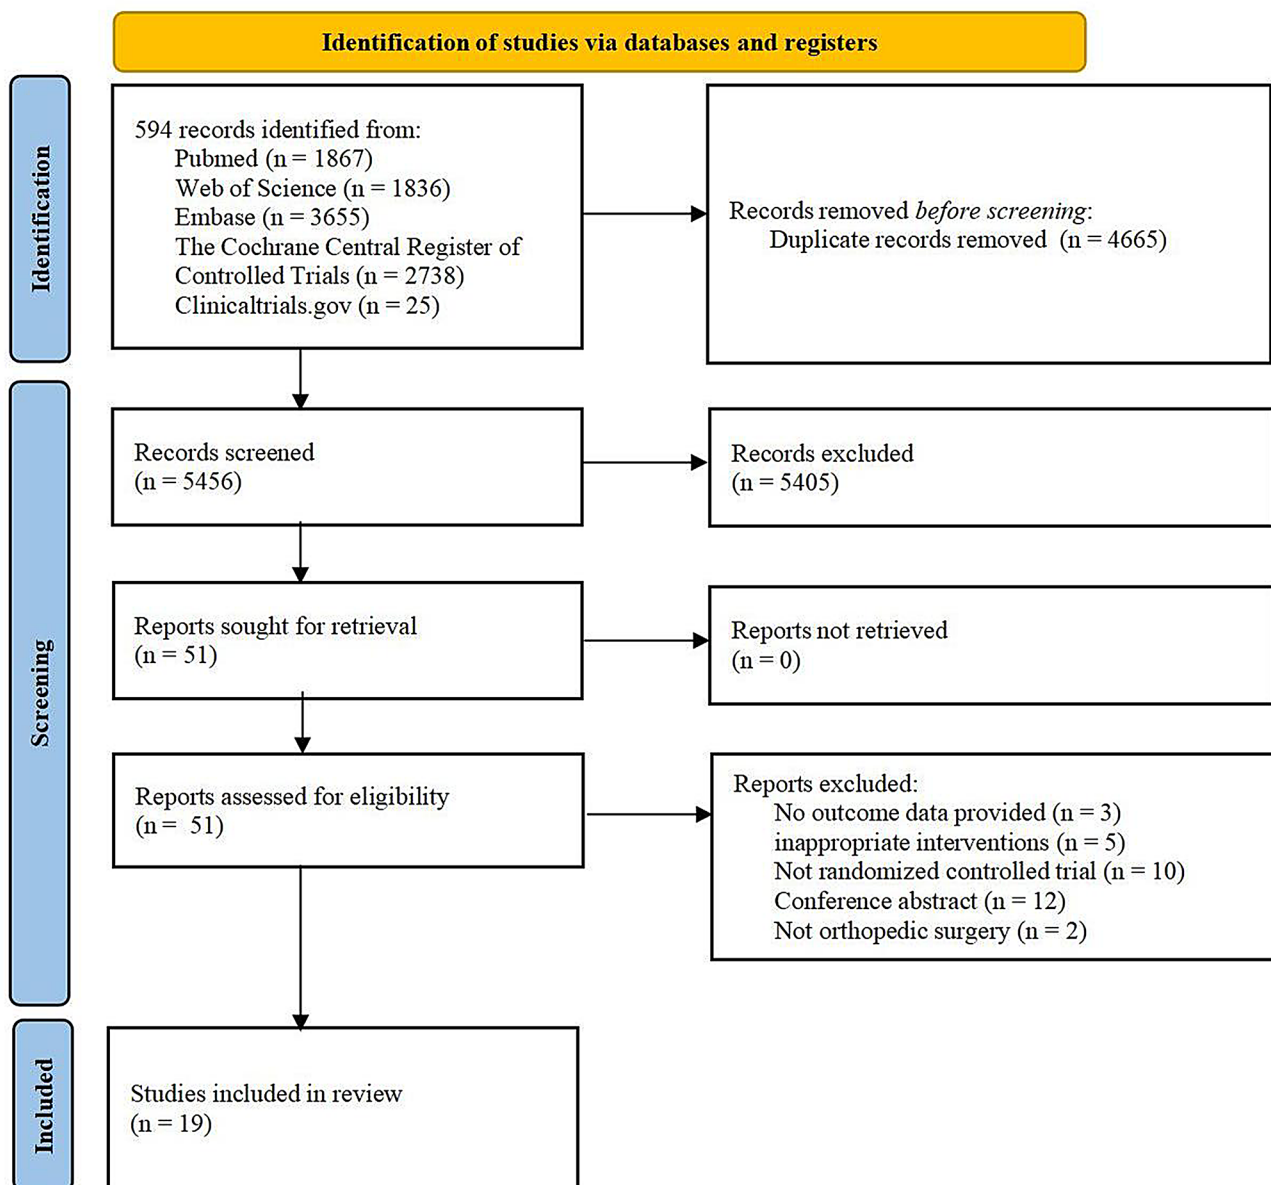 Identification of studies via databases and registers
Identification
594 records identified from:
Pubmed (n = 1867)
Web of Science (n = 1836)
Embase (n = 3655)
The Cochrane Central Register of
Controlled Trials (n = 2738)
Clinicaltrials.gov (n = 25)
Records removed before screening:
Duplicate records removed (n = 4665)
Screening
Records screened
(n = 5456)
Records excluded
(n = 5405)
Reports sought for retrieval
(n = 51)
Reports not retrieved
(n = 0)
Reports assessed for eligibility
(n = 51)
Reports excluded:
No outcome data provided (n = 3)
inappropriate interventions (n = 5)
Not randomized controlled trial (n = 10)
Conference abstract (n = 12)
Not orthopedic surgery (n = 2)
Included
Studies included in review
(n = 19)